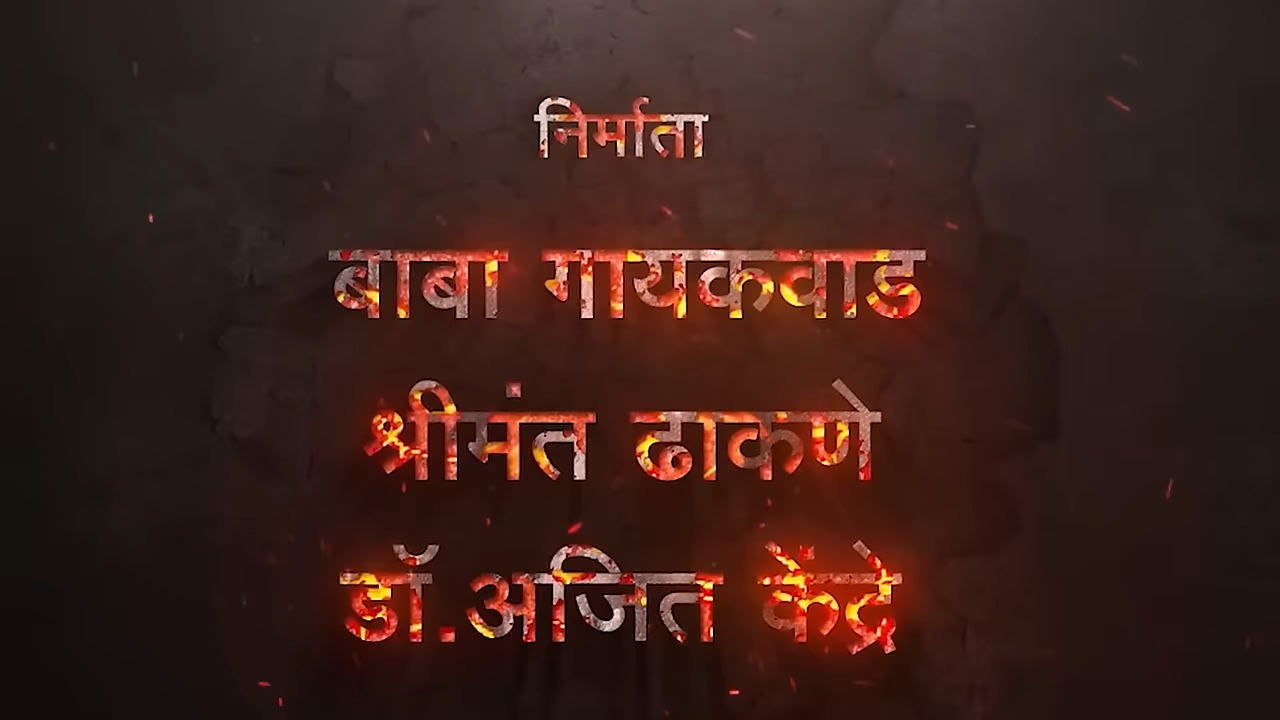 निर्माता
बाबा गायकवाड
श्रीमंत ढाकणे
डॉ.अजित केंद्रे